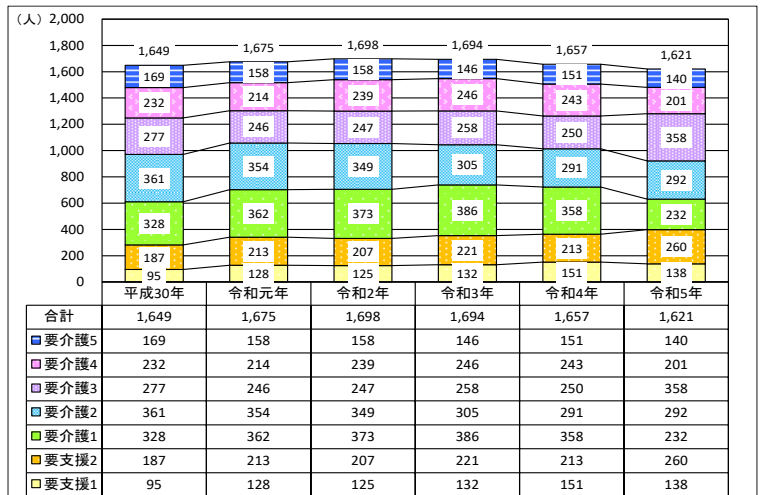 （人）
2,000
1,800
1,600
1,400
1,200
1,000
800
600
400
200
0
1,649 1,675 1,698 1,694 1,657 1,621
169 158 158 146 151 140
232 214 239 246 243 201
277 246 247 258 250 358
361 354 349 305 291 292
328 362 373 386 358 232
187 213 207 221 213 260
95 128 125 132 151 138
平成30年 令和元年 令和2年 令和3年 令和4年 令和5年
合計 1,649 1,675 1,698 1,694 1,657 1,621
要介護5 169 158 158 146 151 140
要介護4 232 214 239 246 243 201
要介護3 277 246 247 258 250 358
要介護2 361 354 349 305 291 292
要介護1 328 362 373 386 358 232
要支援2 187 213 207 221 213 260
要支援1 95 128 125 132 151 138